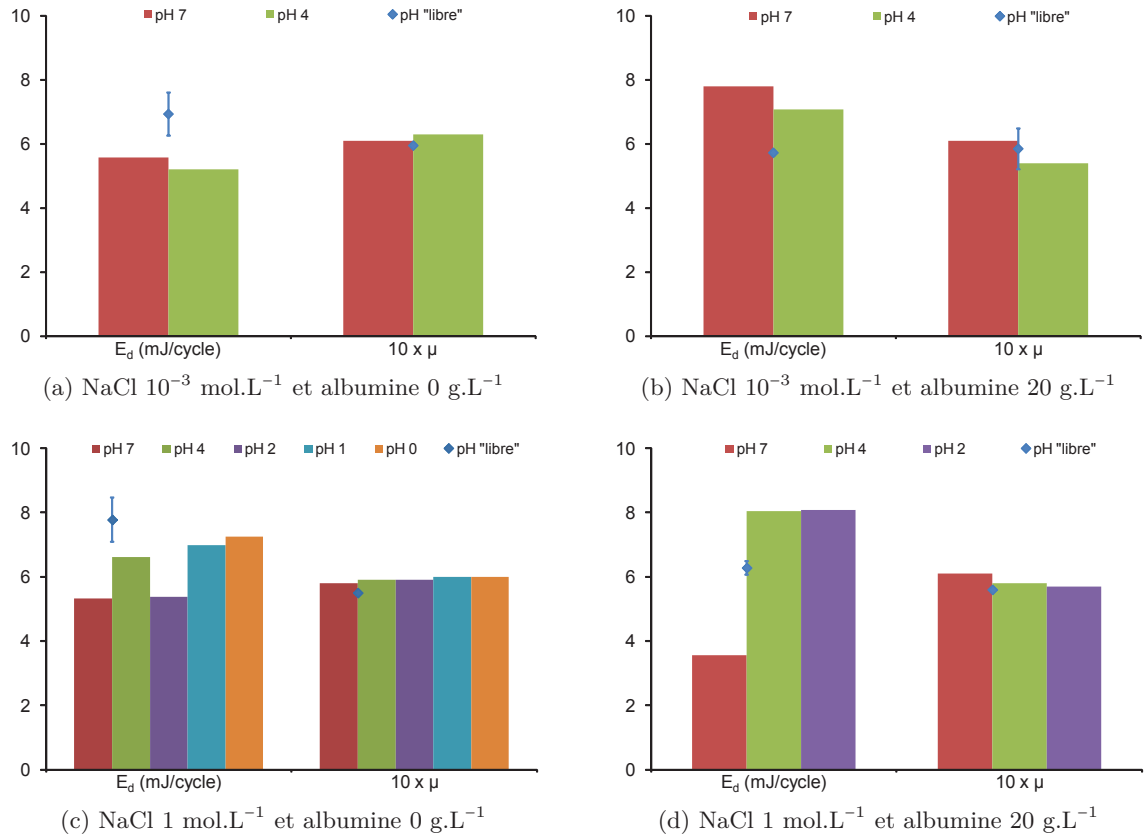 pH 7 pH 4 pH "libre"
10
8
6
4
2
0
E_d (mJ/cycle) 10 x µ
(a) NaCl 10⁻³ mol.L⁻¹ et albumine 0 g.L⁻¹
pH 7 pH 4 pH "libre"
10
8
6
4
2
0
E_d (mJ/cycle) 10 x µ
(b) NaCl 10⁻³ mol.L⁻¹ et albumine 20 g.L⁻¹
pH 7 pH 4 pH 2 pH 1 pH 0 pH "libre"
10
8
6
4
2
0
E_d (mJ/cycle) 10 x µ
(c) NaCl 1 mol.L⁻¹ et albumine 0 g.L⁻¹
pH 7 pH 4 pH 2 pH "libre"
10
8
6
4
2
0
E_d (mJ/cycle) 10 x µ
(d) NaCl 1 mol.L⁻¹ et albumine 20 g.L⁻¹